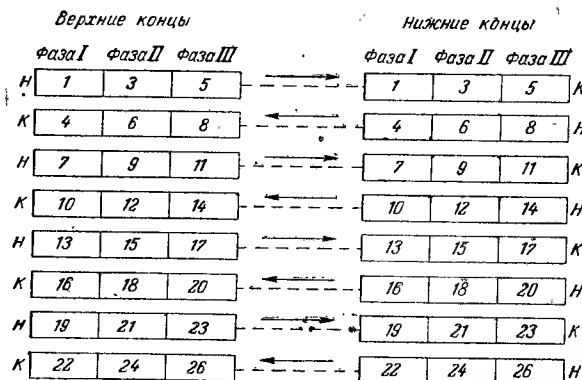 Верхние концы Нижние концы
Фаза I Фаза II Фаза III Фаза I Фаза II Фаза III
Н 1 3 5 1 3 5 К
К 4 6 8 4 6 8 Н
Н 7 9 11 7 9 11 К
К 10 12 14 10 12 14 Н
Н 13 15 17 13 15 17 К
К 16 18 20 16 18 20 Н
Н 19 21 23 19 21 23 К
К 22 24 26 22 24 26 Н